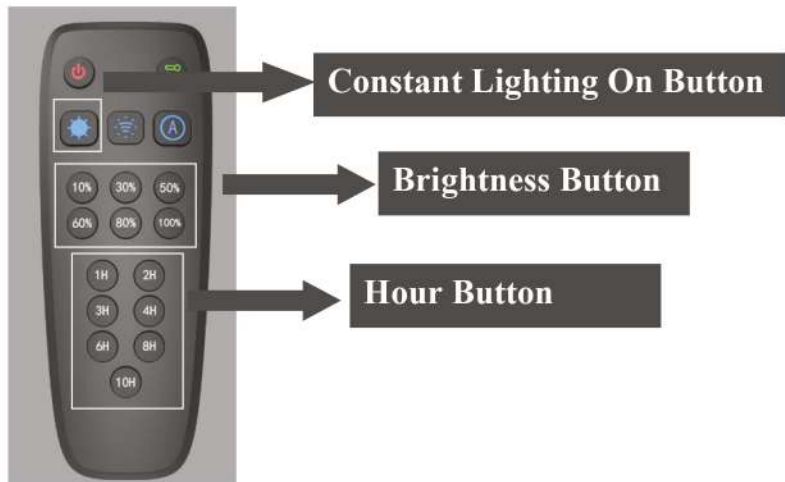 Constant Lighting On Button
A
10% 30% 50%
Brightness Button
60% 80% 100%
1H 2H
Hour Button
3H 4H
6H 8H
10H